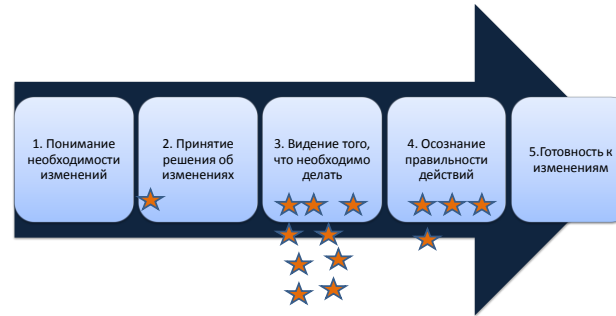 1. Понимание
необходимости
изменений
2. Принятие
решения об
изменениях
3. Видение того,
что необходимо
делать
4. Осознание
правильности
действий
5.Готовность к
изменениям